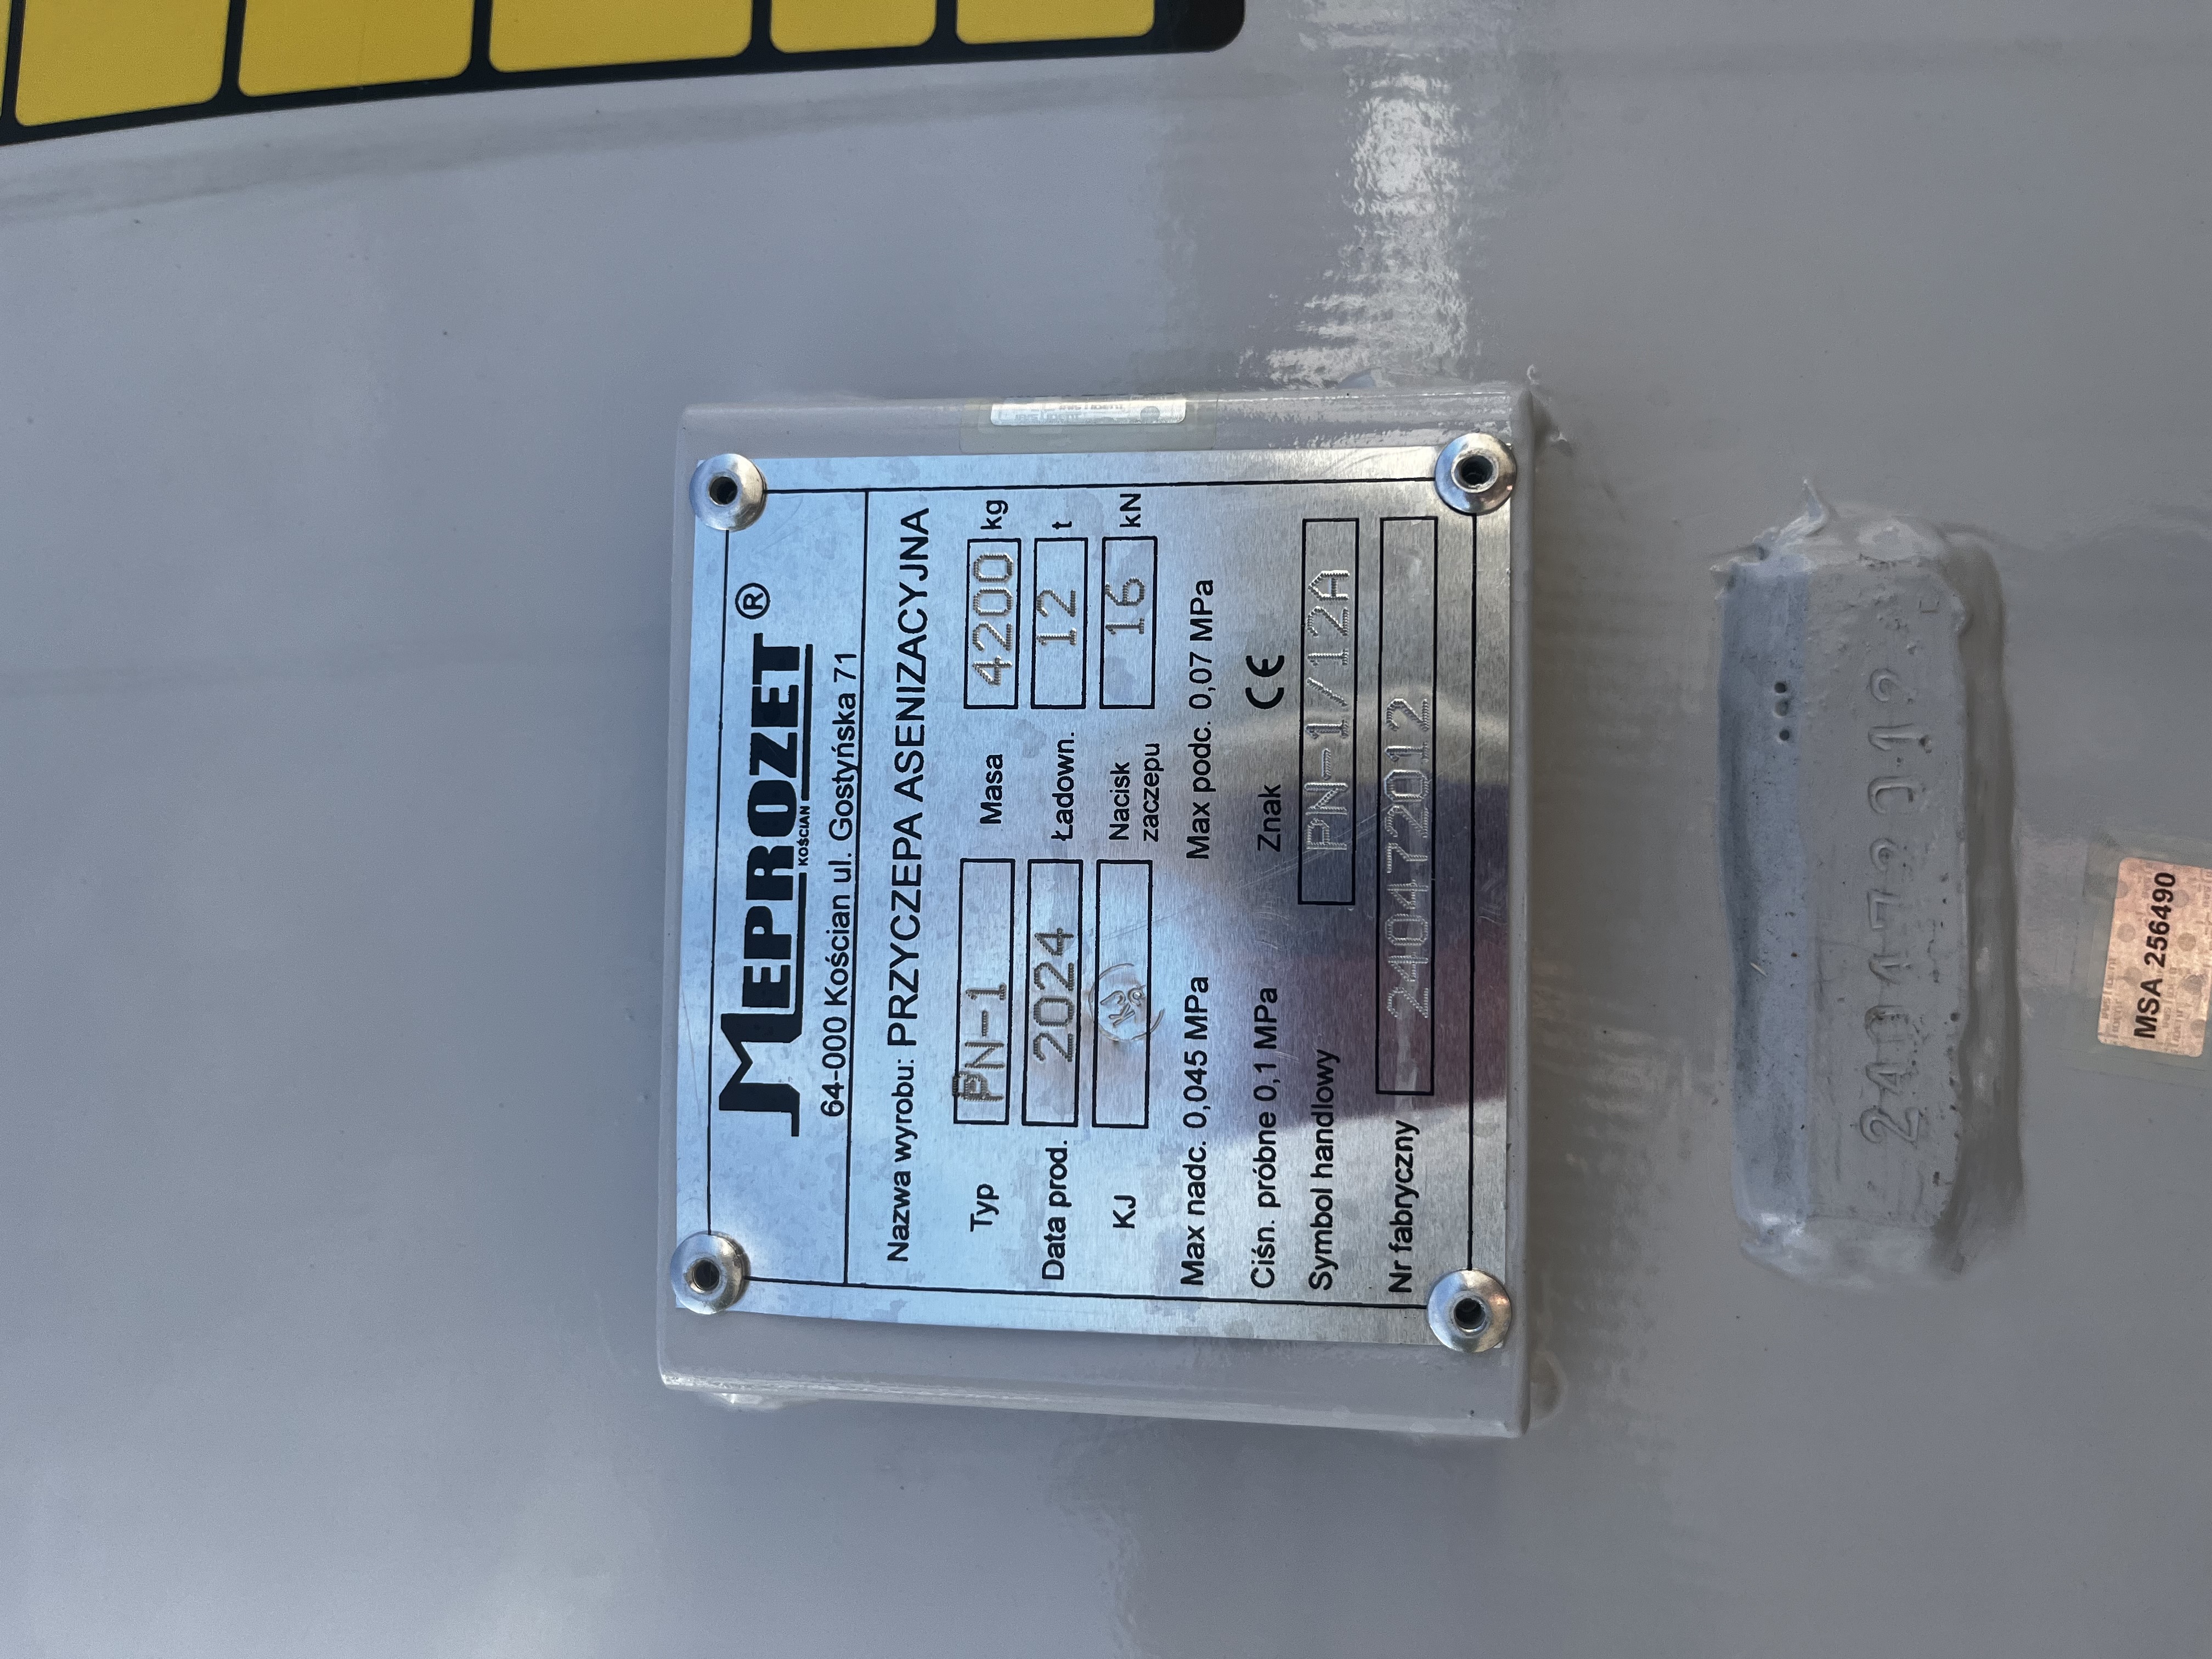 MEPROZET®
KOŚCIAN
64-000 Kościan ul. Gostyńska 71
Nazwa wyrobu: PRZYCZEPA ASENIZACYJNA
Typ PN-1 Masa 4200 kg
Data prod. 2024 Ładown. 12 t
KJ Nacisk zaczepu 16 kN
Max nadc. 0,045 MPa Max podc. 0,07 MPa
Ciśn. próbne 0,1 MPa Znak CE
Symbol handlowy PN-1/12A
Nr fabryczny 240472012
240472012
MSA 256490